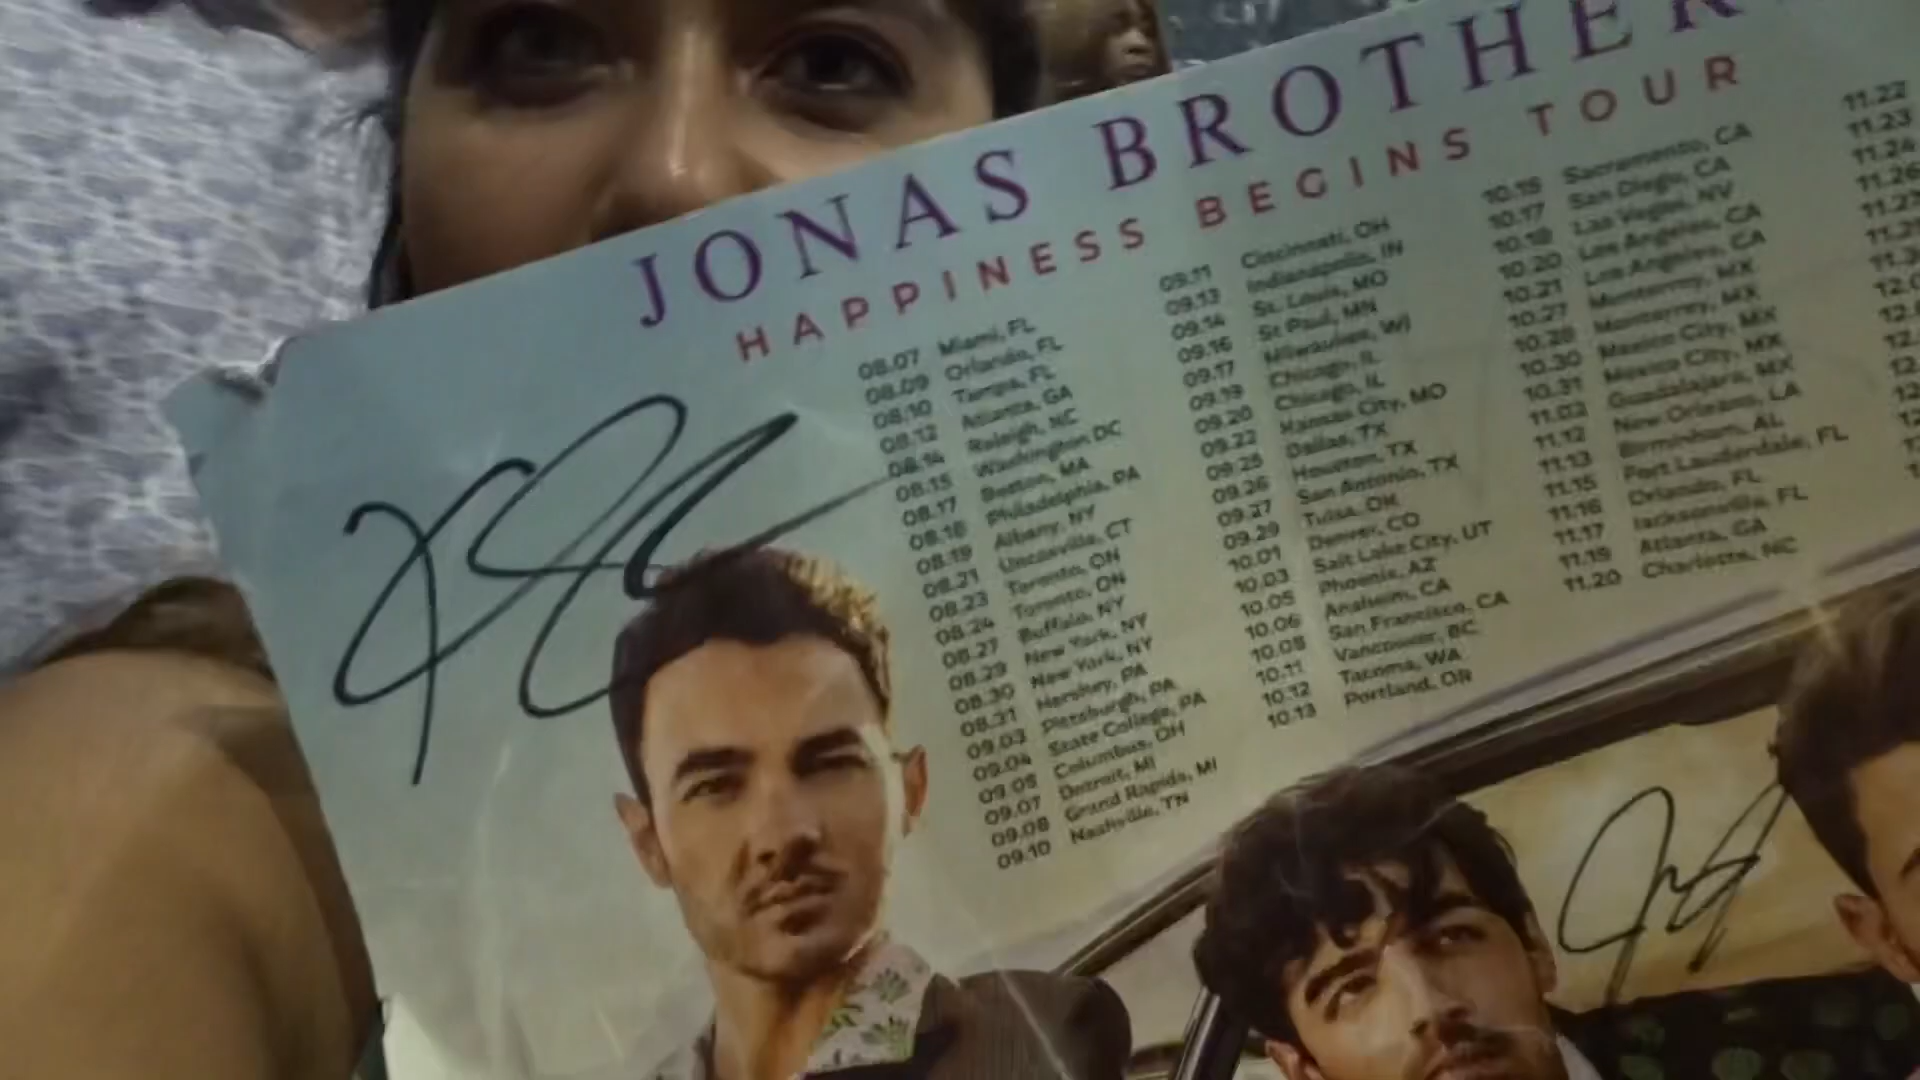 JONAS BROTHER
HAPPINESS BEGINS TOUR
08.07 Miami, FL
08.09 Orlando, FL
08.10 Tampa, FL
08.12 Atlanta, GA
08.14 Raleigh, NC
08.15 Washington DC
08.17 Boston, MA
08.18 Philadelphia, PA
08.19 Albany, NY
08.21 Uncasville, CT
08.23 Toronto, ON
08.24 Toronto, ON
08.27 Buffalo, NY
08.29 New York, NY
08.30 New York, NY
08.31 Hershey, PA
09.03 Pittsburgh, PA
09.04 State College, PA
09.05 Columbus, OH
09.07 Detroit, MI
09.08 Grand Rapids, MI
09.10 Nashville, TN
09.11 Cincinnati, OH
09.13 Indianapolis, IN
09.14 St. Louis, MO
09.16 St Paul, MN
09.17 Milwaukee, WI
09.19 Chicago, IL
09.20 Chicago, IL
09.22 Kansas City, MO
09.25 Dallas, TX
09.26 Houston, TX
09.27 San Antonio, TX
09.29 Tulsa, OK
10.01 Denver, CO
10.03 Salt Lake City, UT
10.05 Phoenix, AZ
10.06 Anaheim, CA
10.08 San Francisco, CA
10.11 Vancouver, BC
10.12 Tacoma, WA
10.13 Portland, OR
10.15 Sacramento, CA
10.17 San Diego, CA
10.18 Las Vegas, NV
10.20 Los Angeles, CA
10.21 Los Angeles, CA
10.27 Monterrey, MX
10.28 Monterrey, MX
10.30 Mexico City, MX
10.31 Mexico City, MX
11.02 Guadalajara, MX
11.12 New Orleans, LA
11.13 Birminham, AL
11.15 Fort Lauderdale, FL
11.16 Orlando, FL
11.17 Jacksonville, FL
11.19 Atlanta, GA
11.20 Charlotte, NC
11.22
11.23
11.24
11.26